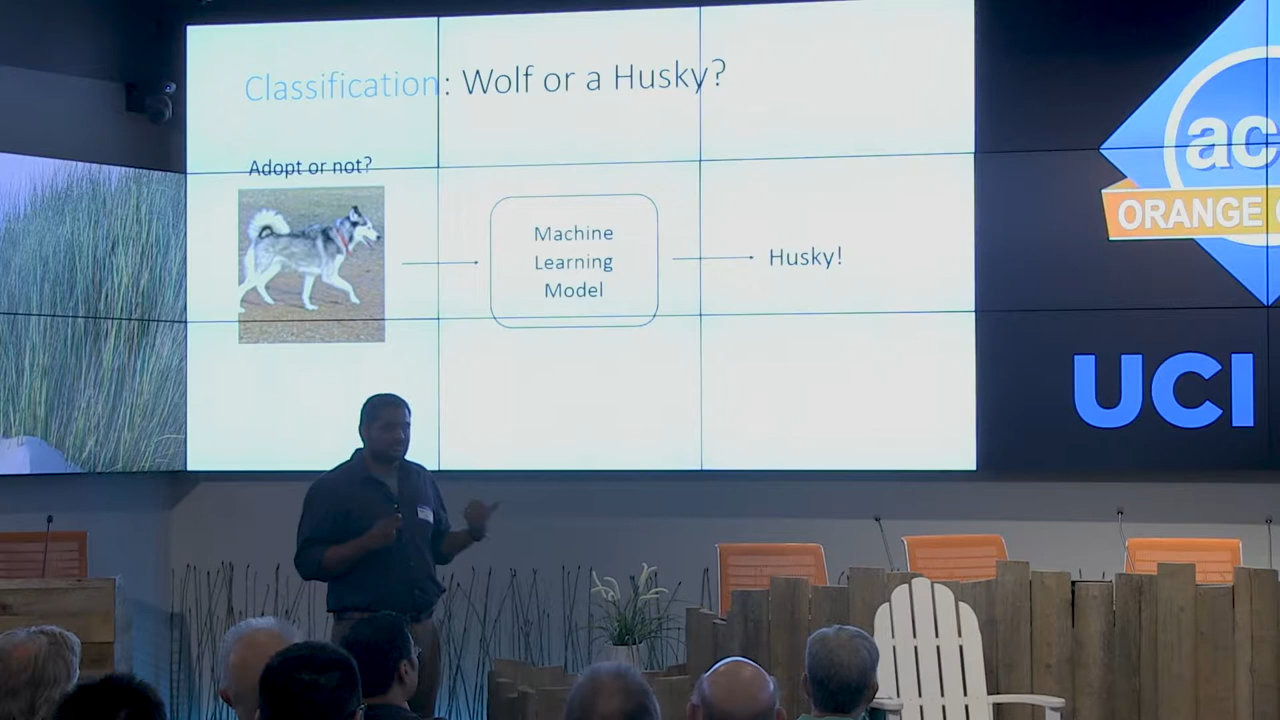 Classification: Wolf or a Husky?
Adopt or not?
Machine
Learning
Model
Husky!
ac
ORANGE
UCI